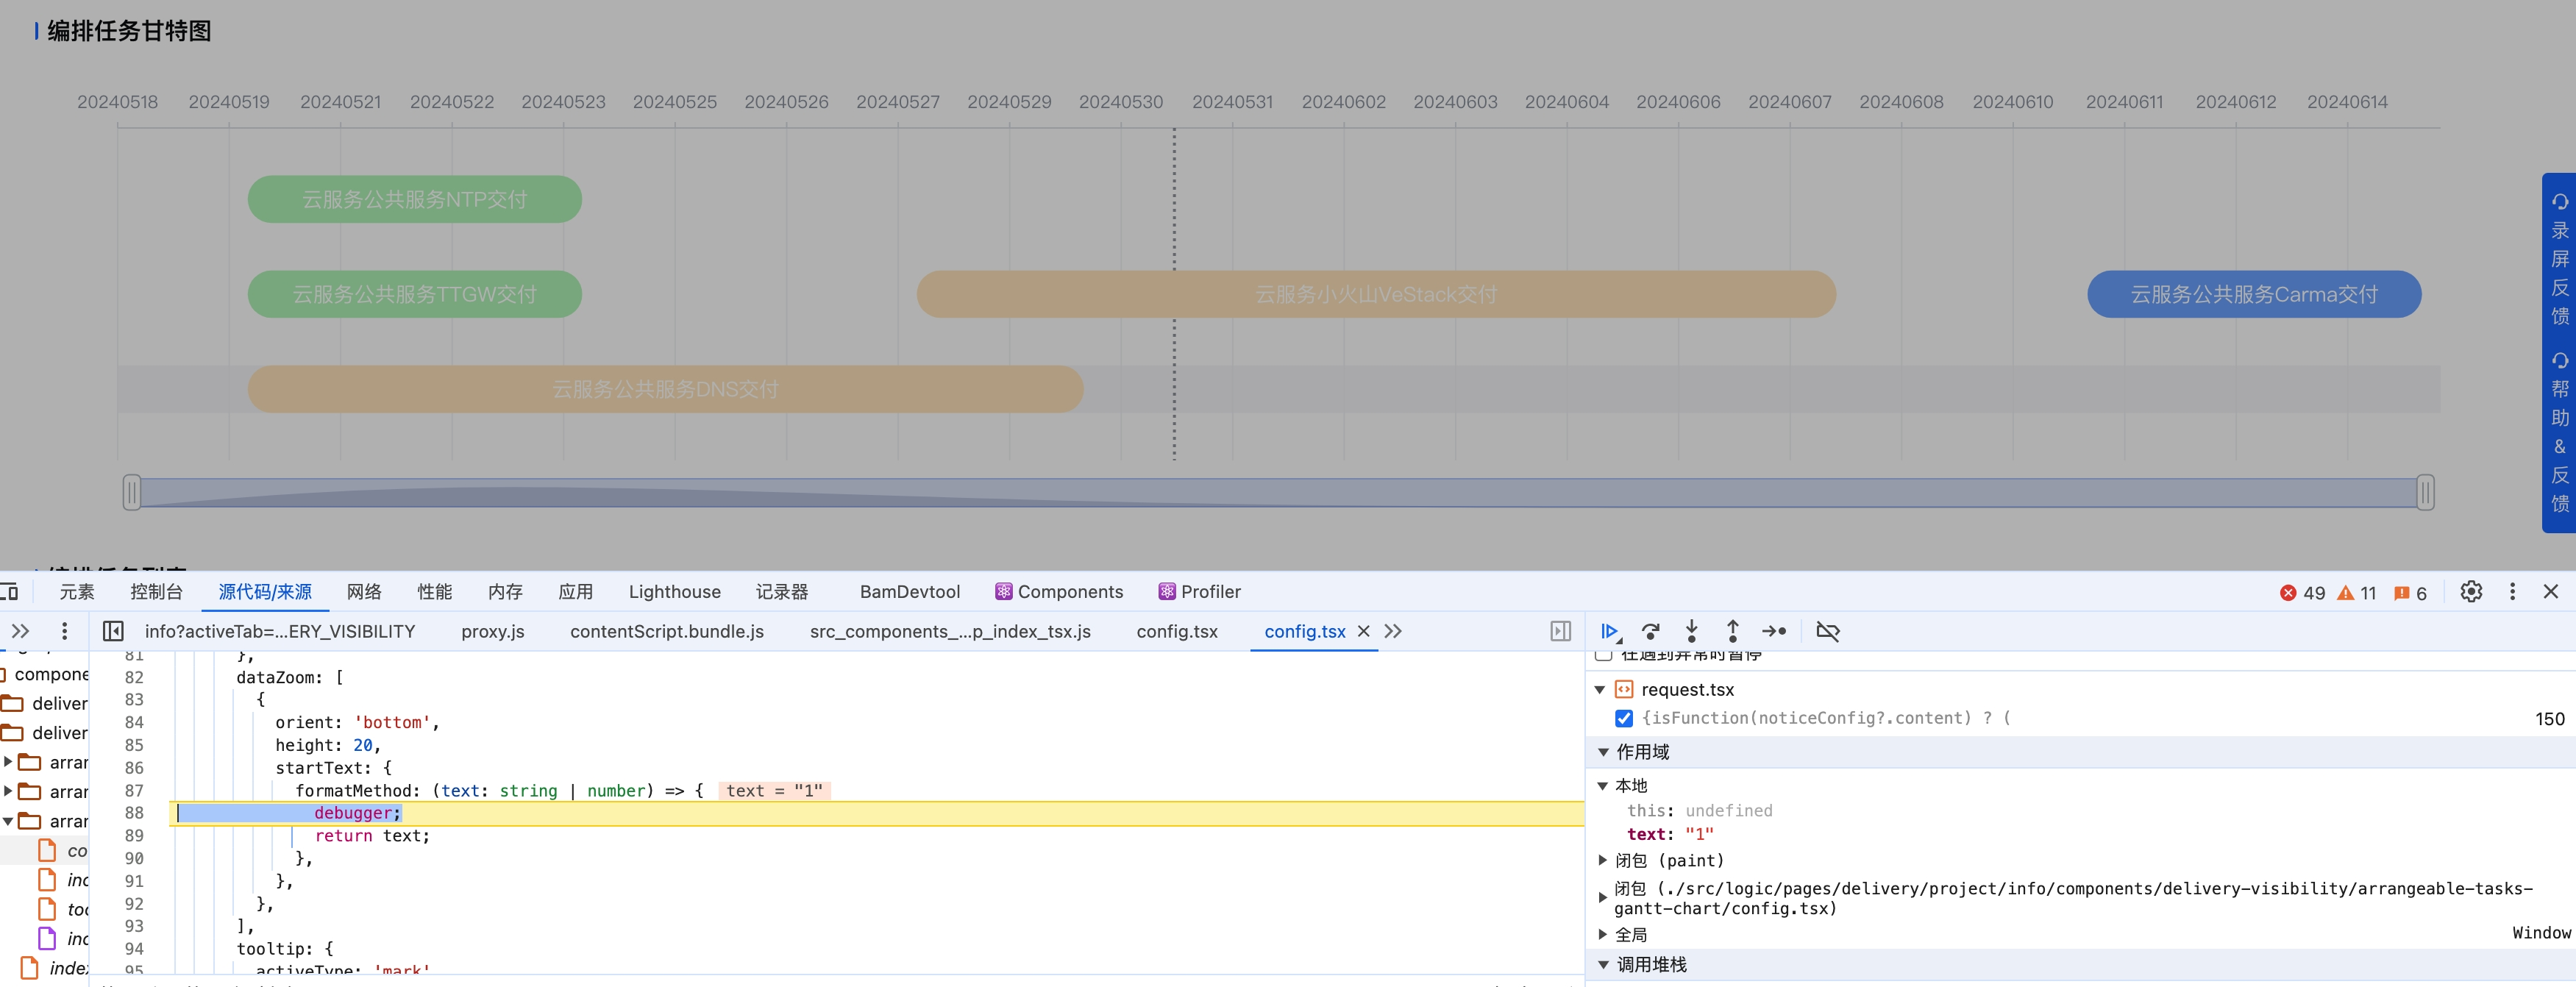 编排任务甘特图
20240518 20240519 20240521 20240522 20240523 20240525 20240526 20240527 20240529 20240530 20240531 20240602 20240603 20240604 20240606 20240607 20240608 20240610 20240611 20240612 20240614
云服务公共服务NTP交付
云服务公共服务TTGW交付 云服务小火山VeStack交付 云服务公共服务Carma交付
云服务公共服务DNS交付
录屏反馈
帮助&反馈
编排任务列表
元素 控制台 源代码/来源 网络 性能 内存 应用 Lighthouse 记录器 BamDevtool Components Profiler 49 11 6
info?activeTab=...ERY_VISIBILITY proxy.js contentScript.bundle.js src_components_...p_index_tsx.js config.tsx config.tsx
compone
deliver
deliver
arrar
arrar
arrar
co
inc
toc
inc
index
81 },
82 dataZoom: [
83 {
84 orient: 'bottom',
85 height: 20,
86 startText: {
87 formatMethod: (text: string | number) => { text = "1"
88 debugger;
89 return text;
90 },
91 },
92 },
93 ],
94 tooltip: {
95 activeType: 'mark'
在遇到异常时暂停
request.tsx
{isFunction(noticeConfig?.content) ? ( 150
作用域
本地
this: undefined
text: "1"
闭包 (paint)
闭包 (./src/logic/pages/delivery/project/info/components/delivery-visibility/arrangeable-tasks-
gantt-chart/config.tsx)
全局 Window
调用堆栈